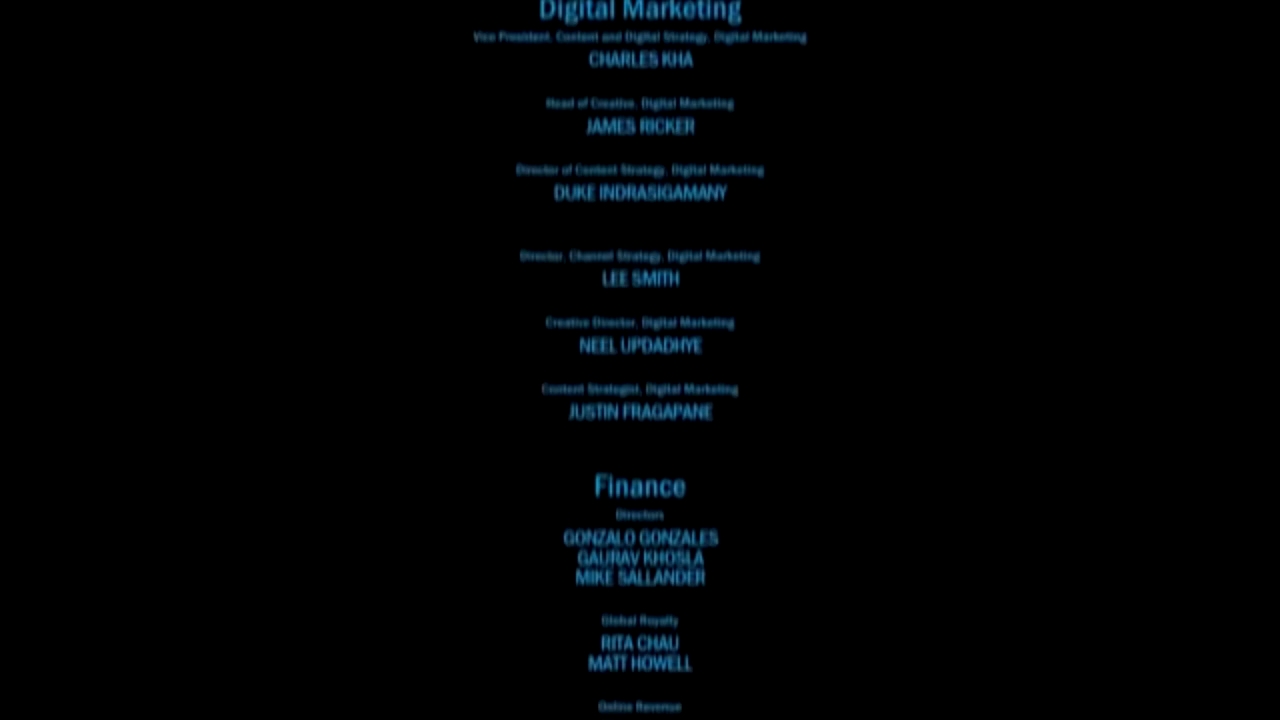 Digital Marketing
Vice President, Content and Digital Strategy, Digital Marketing
CHARLES KHA
Head of Creative, Digital Marketing
JAMES RICKER
Director of Content Strategy, Digital Marketing
DUKE INDRASIGAMANY
Director, Channel Strategy, Digital Marketing
LEE SMITH
Creative Director, Digital Marketing
NEEL UPDADHYE
Content Strategist, Digital Marketing
JUSTIN FRAGAPANE
Finance
Directors
GONZALO GONZALES
GAURAV KHOSLA
MIKE SALLANDER
Global Royalty
RITA CHAU
MATT HOWELL
Online Revenue